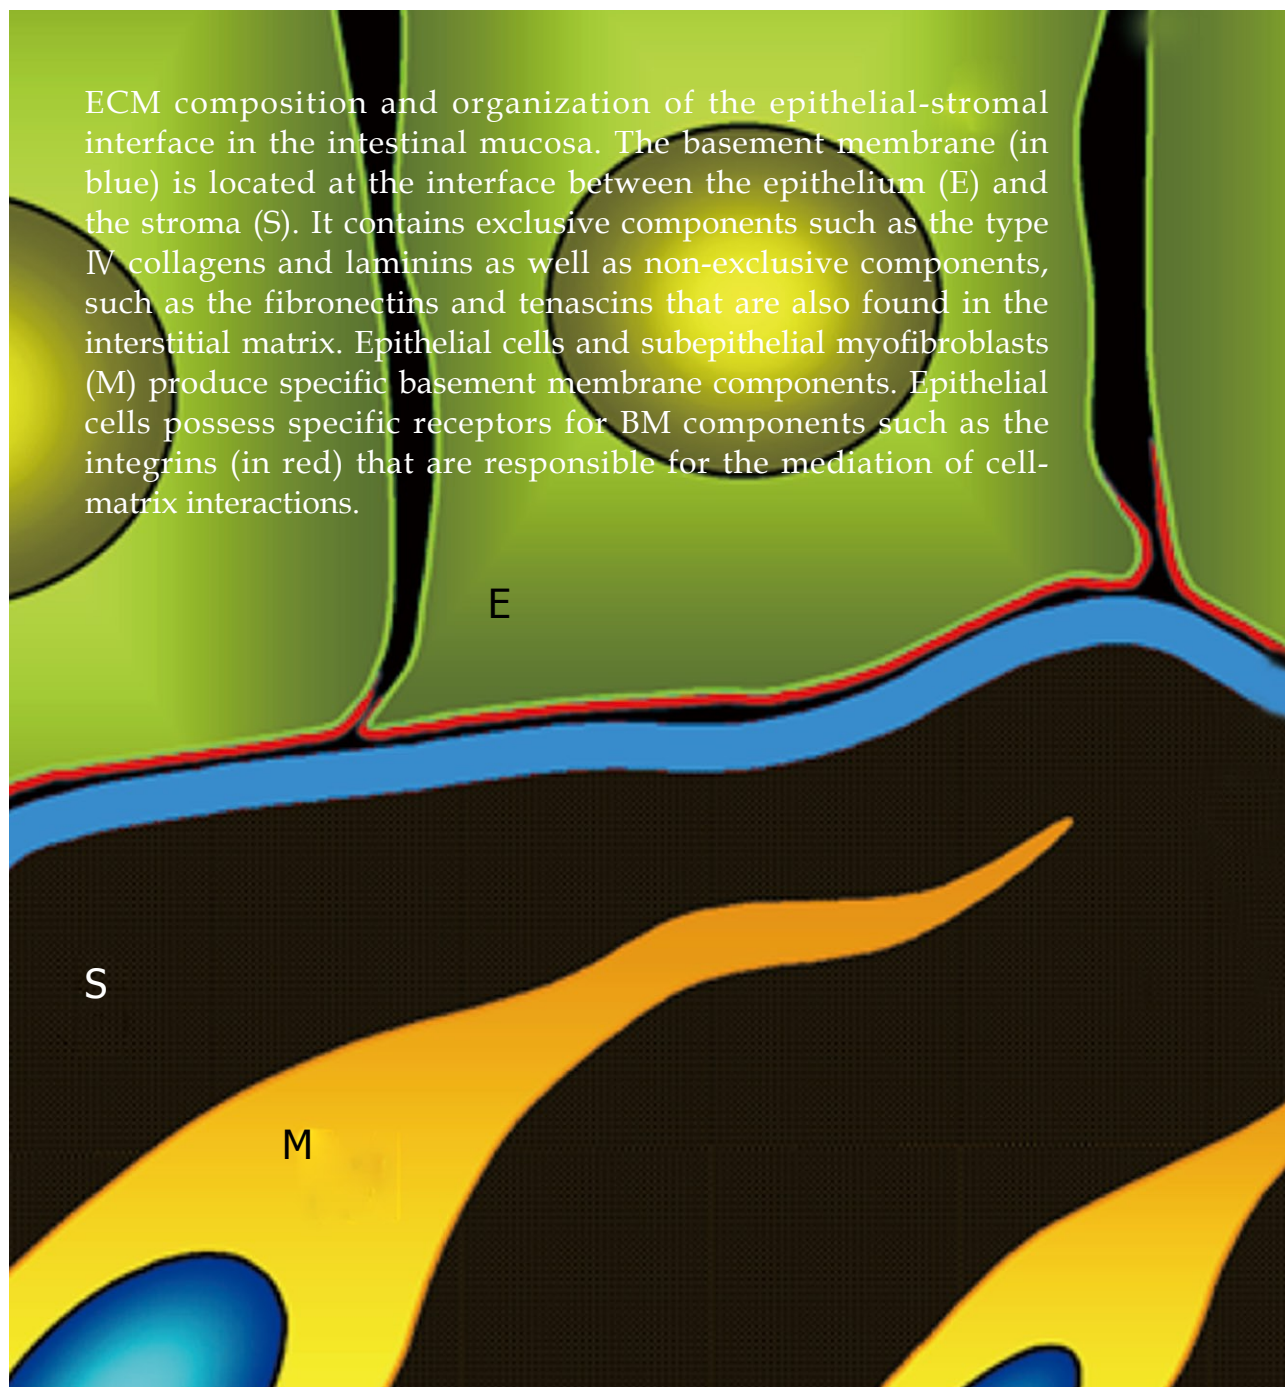 ECM composition and organization of the epithelial-stromal
interface in the intestinal mucosa. The basement membrane (in
blue) is located at the interface between the epithelium (E) and
the stroma (S). It contains exclusive components such as the type
Ⅳ collagens and laminins as well as non-exclusive components,
such as the fibronectins and tenascins that are also found in the
interstitial matrix. Epithelial cells and subepithelial myofibroblasts
(M) produce specific basement membrane components. Epithelial
cells possess specific receptors for BM components such as the
integrins (in red) that are responsible for the mediation of cell-
matrix interactions.
E
S
M